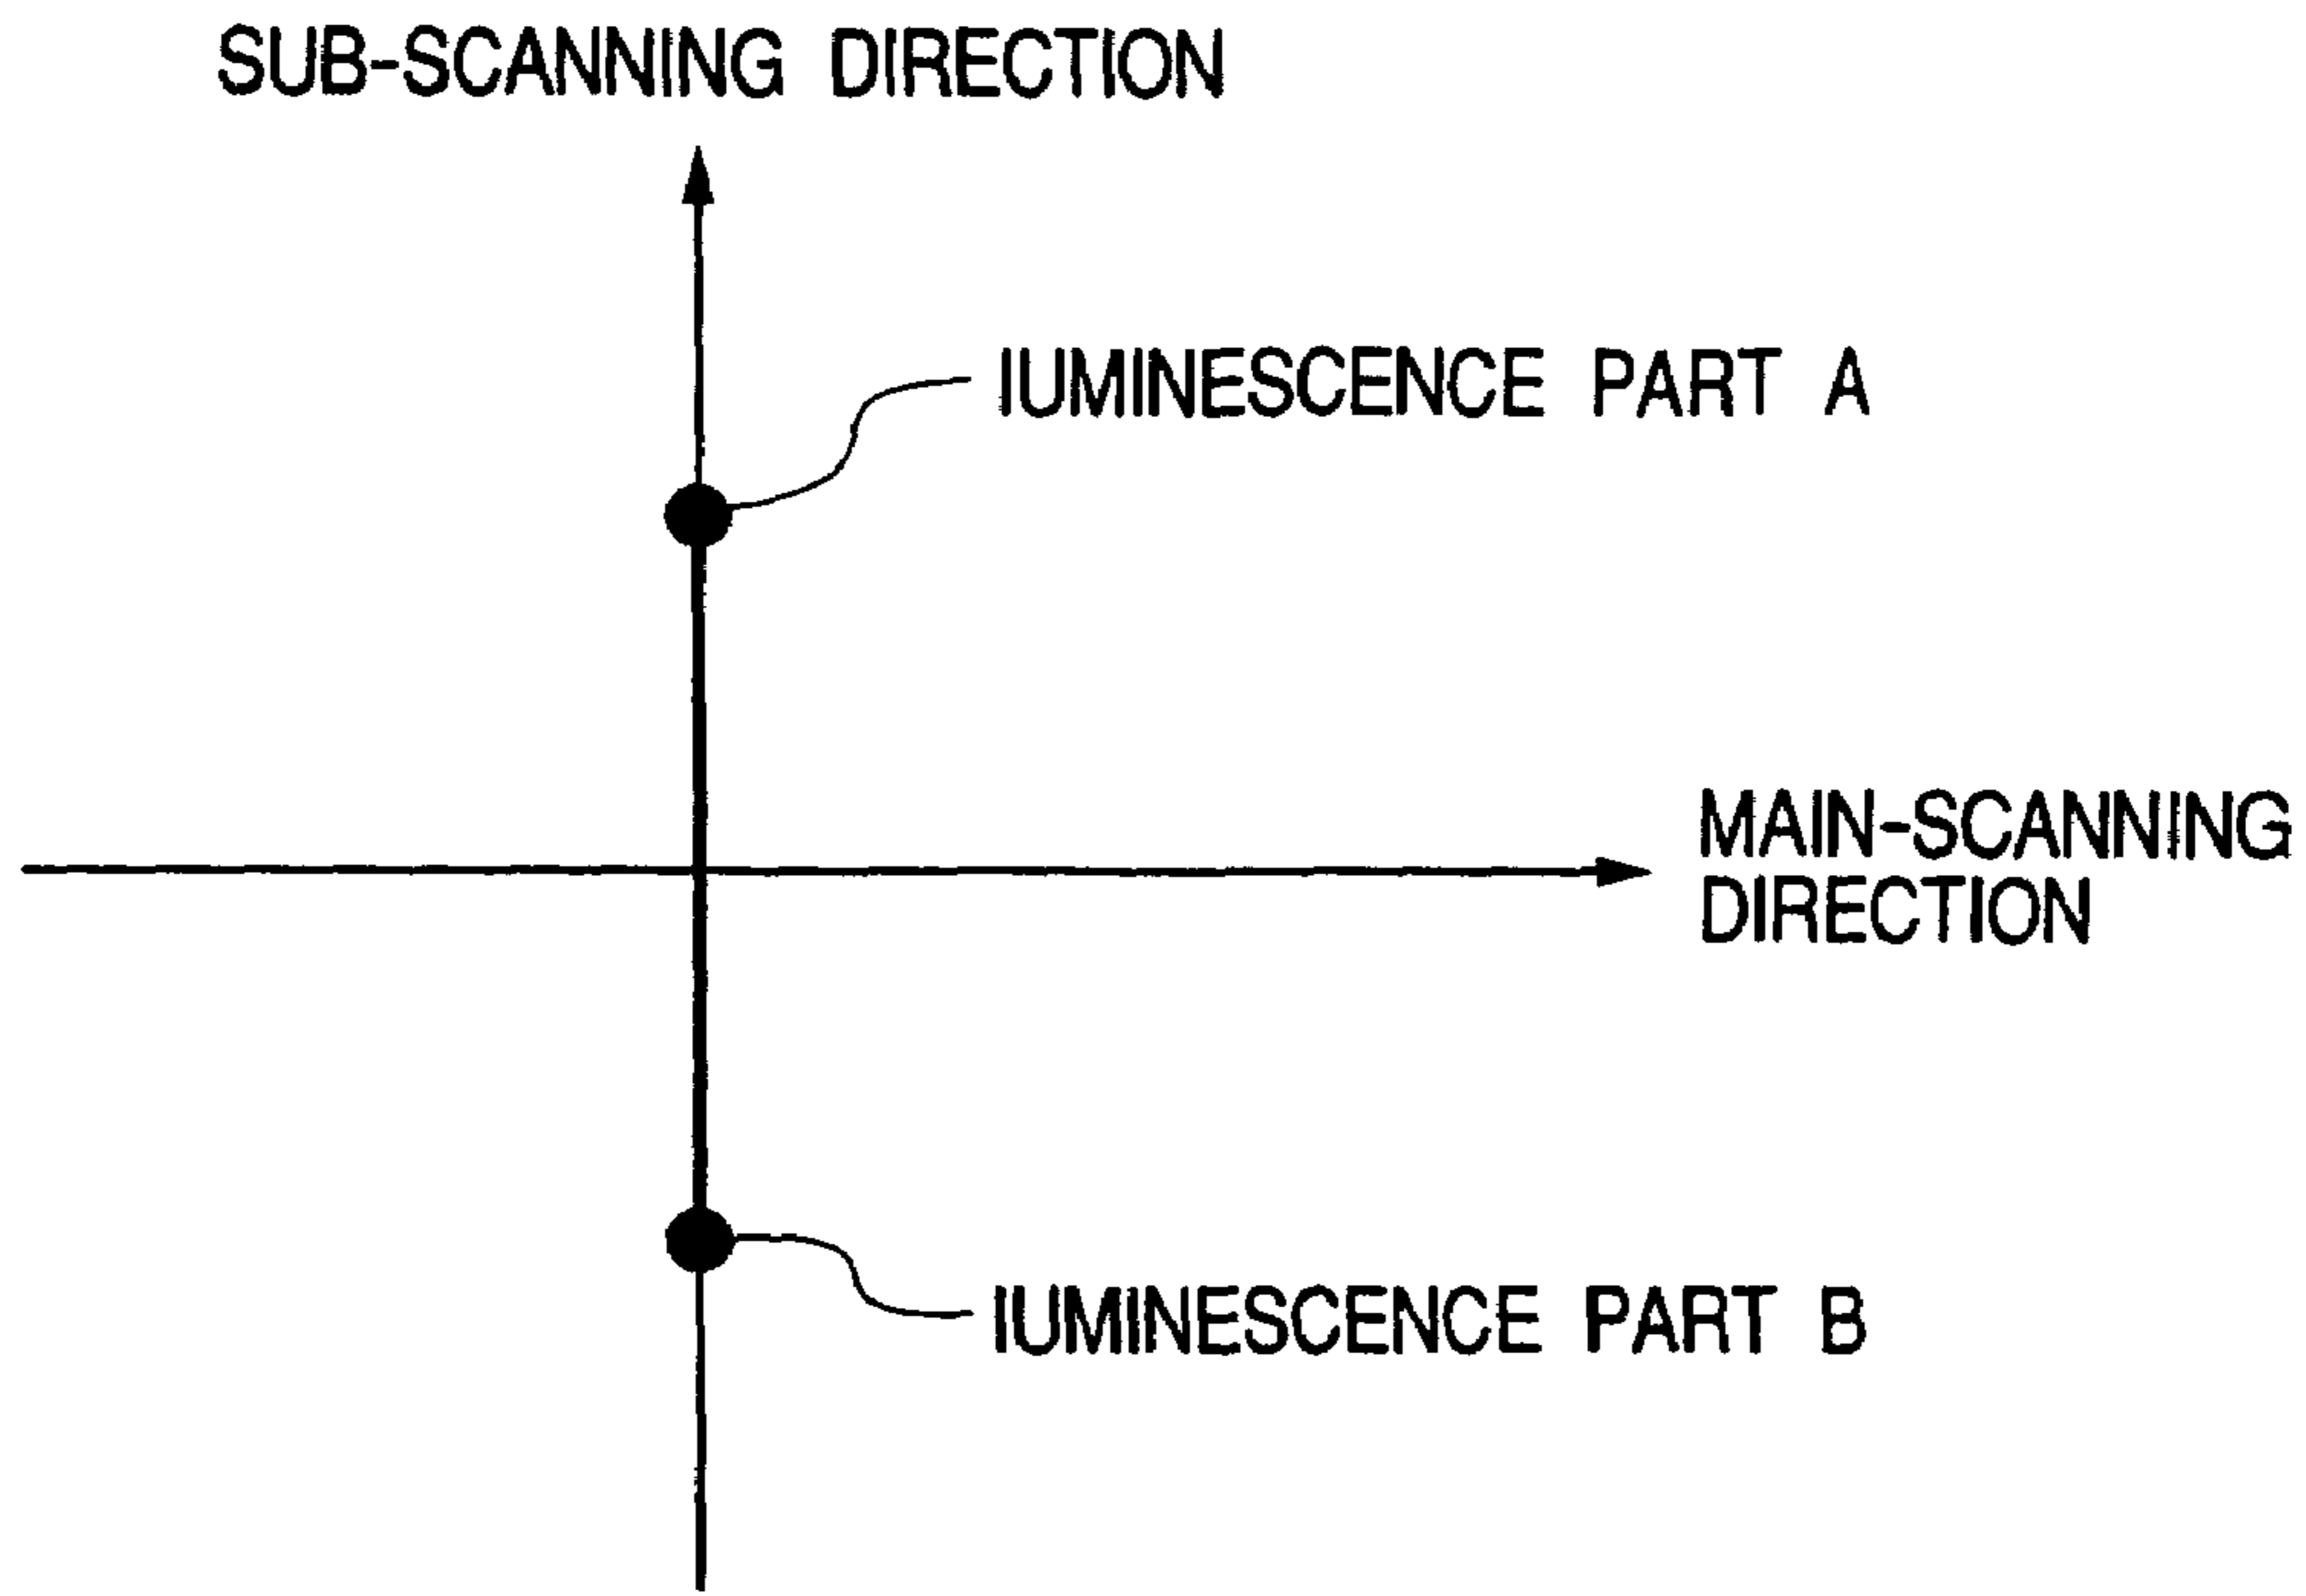 SUB-SCANNING DIRECTION
IUMINESCENCE PART A
MAIN-SCANNING
DIRECTION
IUMINESCENCE PART B